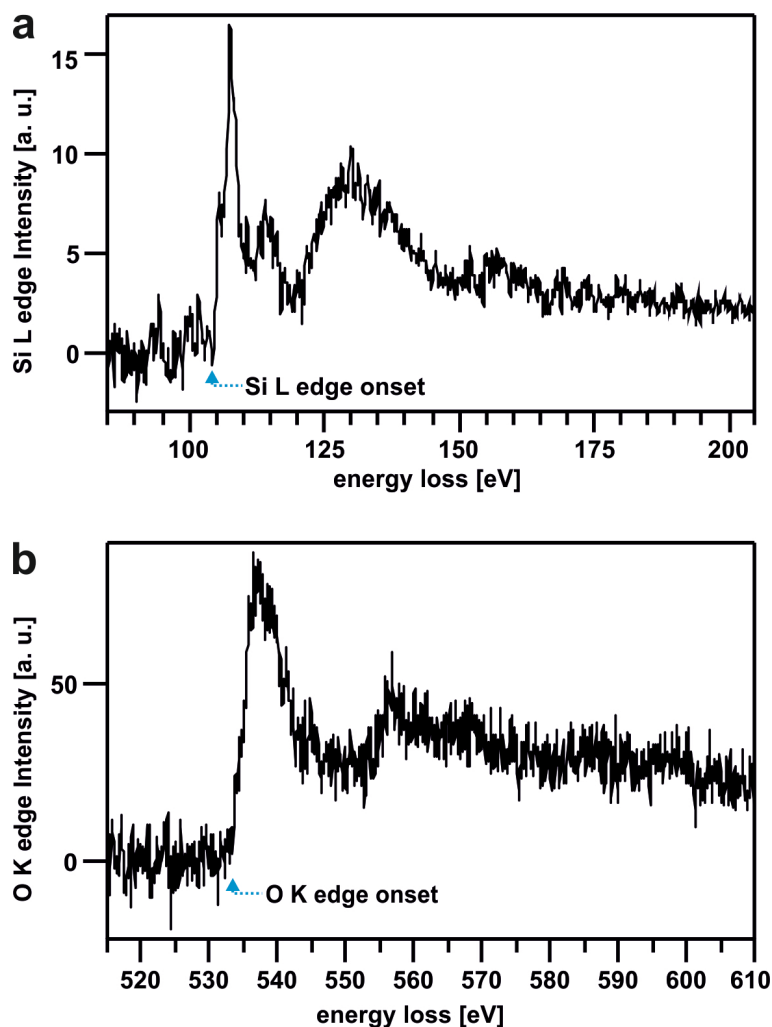 a
Si L edge Intensity [a. u.]
15
10
5
0
Si L edge onset
100 125 150 175 200
energy loss [eV]
b
O K edge Intensity [a. u.]
50
0
O K edge onset
520 530 540 550 560 570 580 590 600 610
energy loss [eV]